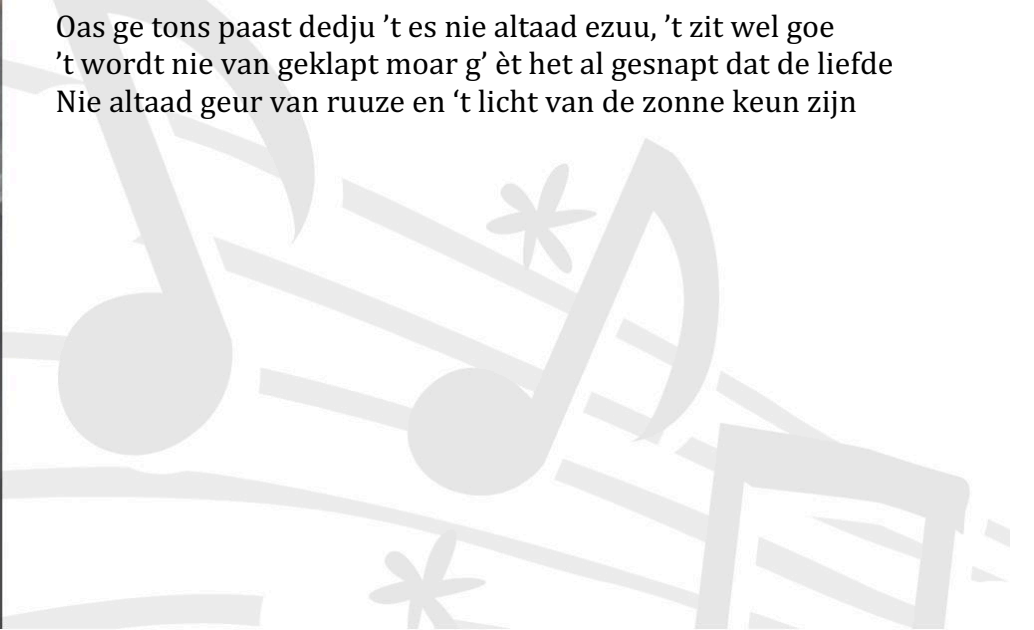 Oas ge tons paast dedju ’t es nie altaad ezuu, ’t zit wel goe
’t wordt nie van geklapt moar g’ èt het al gesnapt dat de liefde
Nie altaad geur van ruuze en ‘t licht van de zonne keun zijn